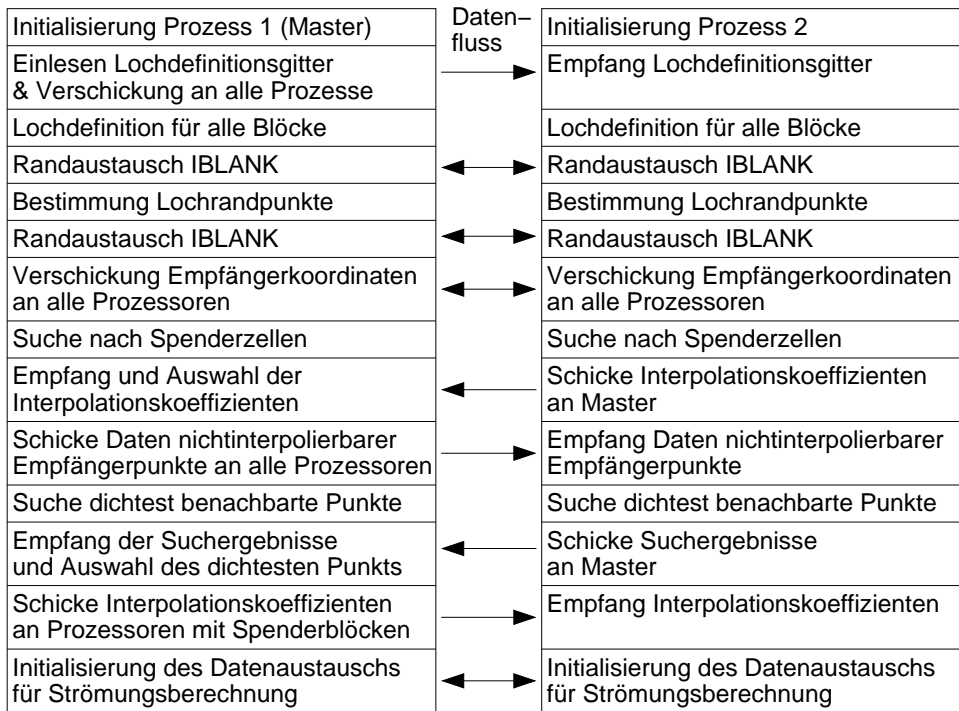 Initialisierung Prozess 1 (Master)
Einlesen Lochdefinitionsgitter
& Verschickung an alle Prozesse
Lochdefinition für alle Blöcke
Randaustausch IBLANK
Bestimmung Lochrandpunkte
Randaustausch IBLANK
Verschickung Empfängerkoordinaten
an alle Prozessoren
Suche nach Spenderzellen
Empfang und Auswahl der
Interpolationskoeffizienten
Schicke Daten nichtinterpolierbarer
Empfängerpunkte an alle Prozessoren
Suche dichtest benachbarte Punkte
Empfang der Suchergebnisse
und Auswahl des dichtesten Punkts
Schicke Interpolationskoeffizienten
an Prozessoren mit Spenderblöcken
Initialisierung des Datenaustauschs
für Strömungsberechnung
Daten−
fluss
Initialisierung Prozess 2
Empfang Lochdefinitionsgitter
Lochdefinition für alle Blöcke
Randaustausch IBLANK
Bestimmung Lochrandpunkte
Randaustausch IBLANK
Verschickung Empfängerkoordinaten
an alle Prozessoren
Suche nach Spenderzellen
Schicke Interpolationskoeffizienten
an Master
Empfang Daten nichtinterpolierbarer
Empfängerpunkte
Suche dichtest benachbarte Punkte
Schicke Suchergebnisse
an Master
Empfang Interpolationskoeffizienten
Initialisierung des Datenaustauschs
für Strömungsberechnung